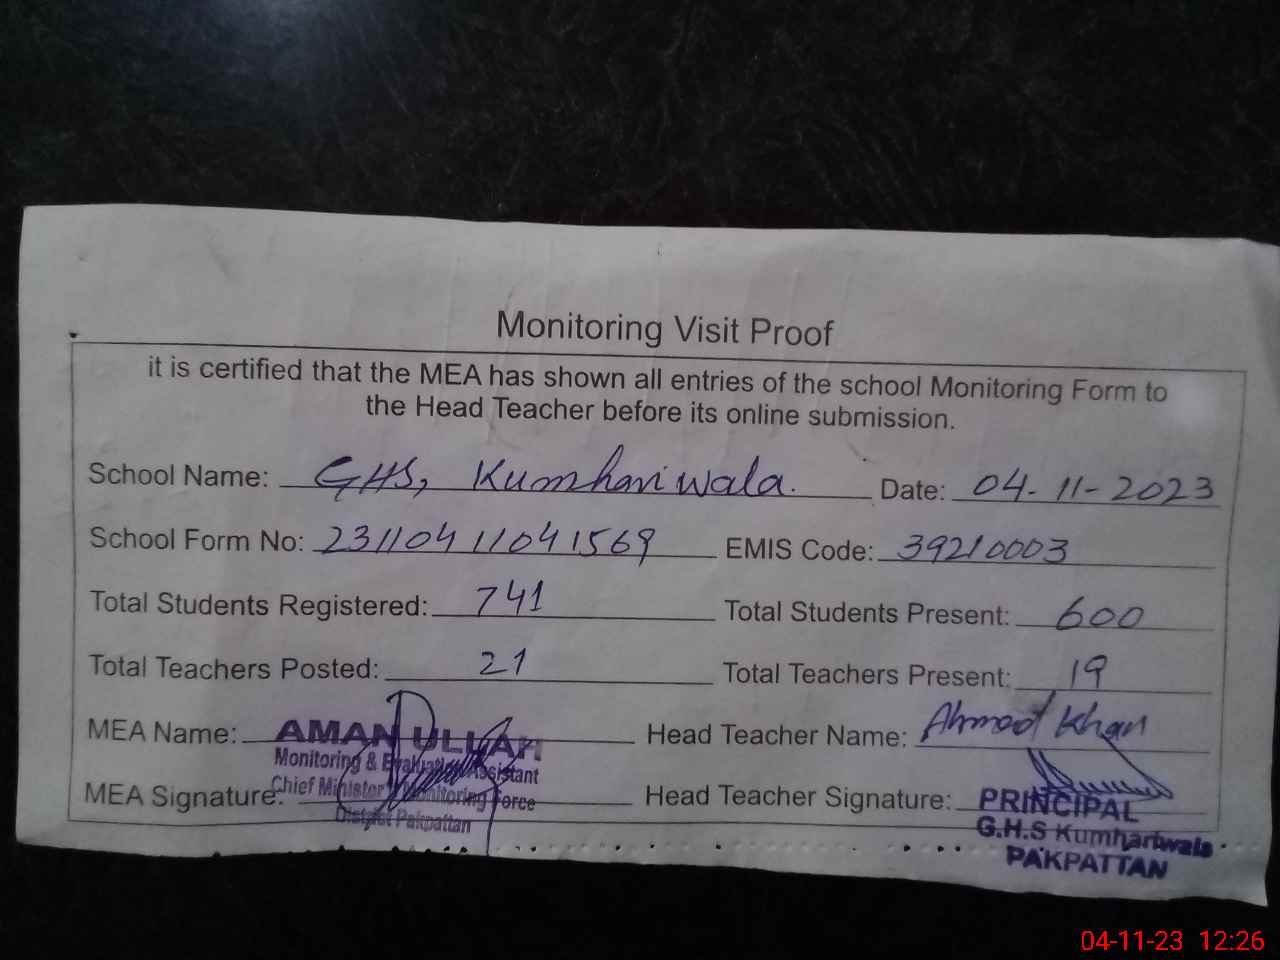 Monitoring Visit Proof
it is certified that the MEA has shown all entries of the school Monitoring Form to
the Head Teacher before its online submission.
School Name: GHS, Kumhariwala. Date: 04-11-2023
School Form No: 23110411041569 EMIS Code: 39210003
Total Students Registered: 741 Total Students Present: 600
Total Teachers Posted: 21 Total Teachers Present: 19
MEA Name: AMAN ULLAH Head Teacher Name: Ahmad Khan
Monitoring & Evaluation Assistant
Chief Minister's Monitoring Force
MEA Signature: Head Teacher Signature: PRINCIPAL
District Pakpattan
G.H.S Kumhariwala
PAKPATTAN
04-11-23 12:26